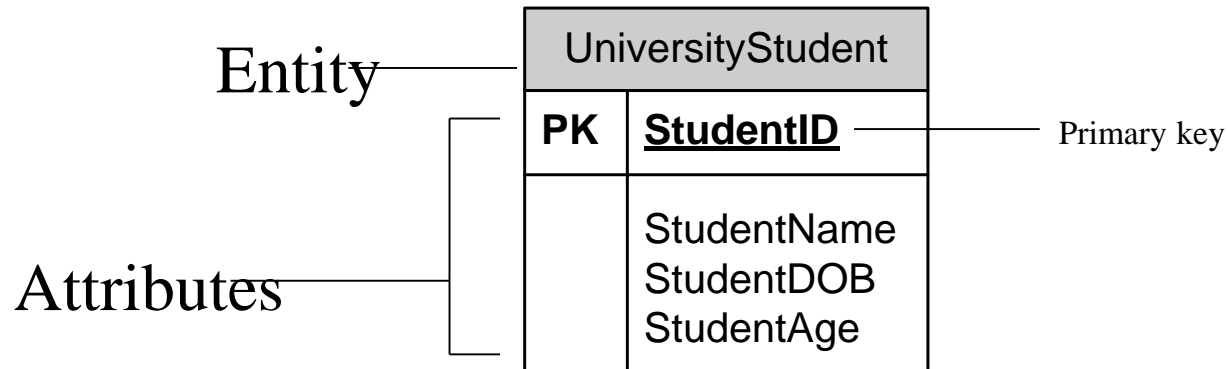 UniversityStudent
Entity
PK StudentID
Primary key
StudentName
StudentDOB
Attributes
StudentAge